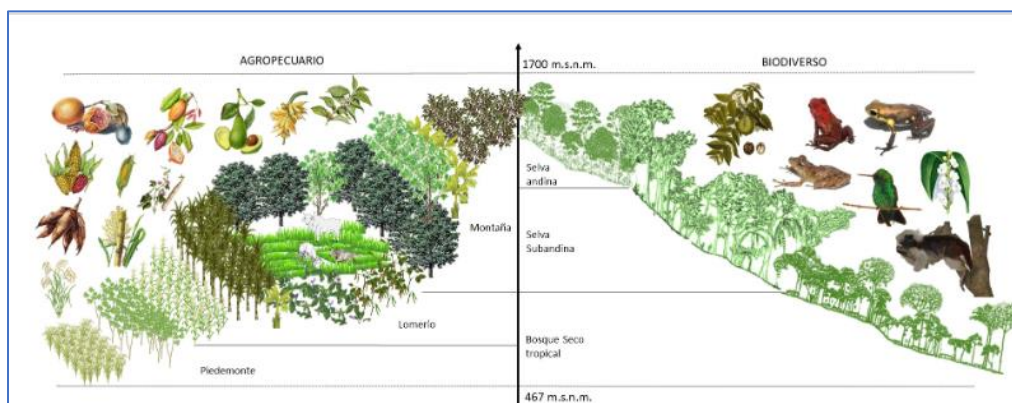 AGROPECUARIO
1700 m.s.n.m.
BIODIVERSO
Selva
andina
Montaña
Selva
Subandina
Lomerío
Bosque Seco
tropical
Piedemonte
467 m.s.n.m.